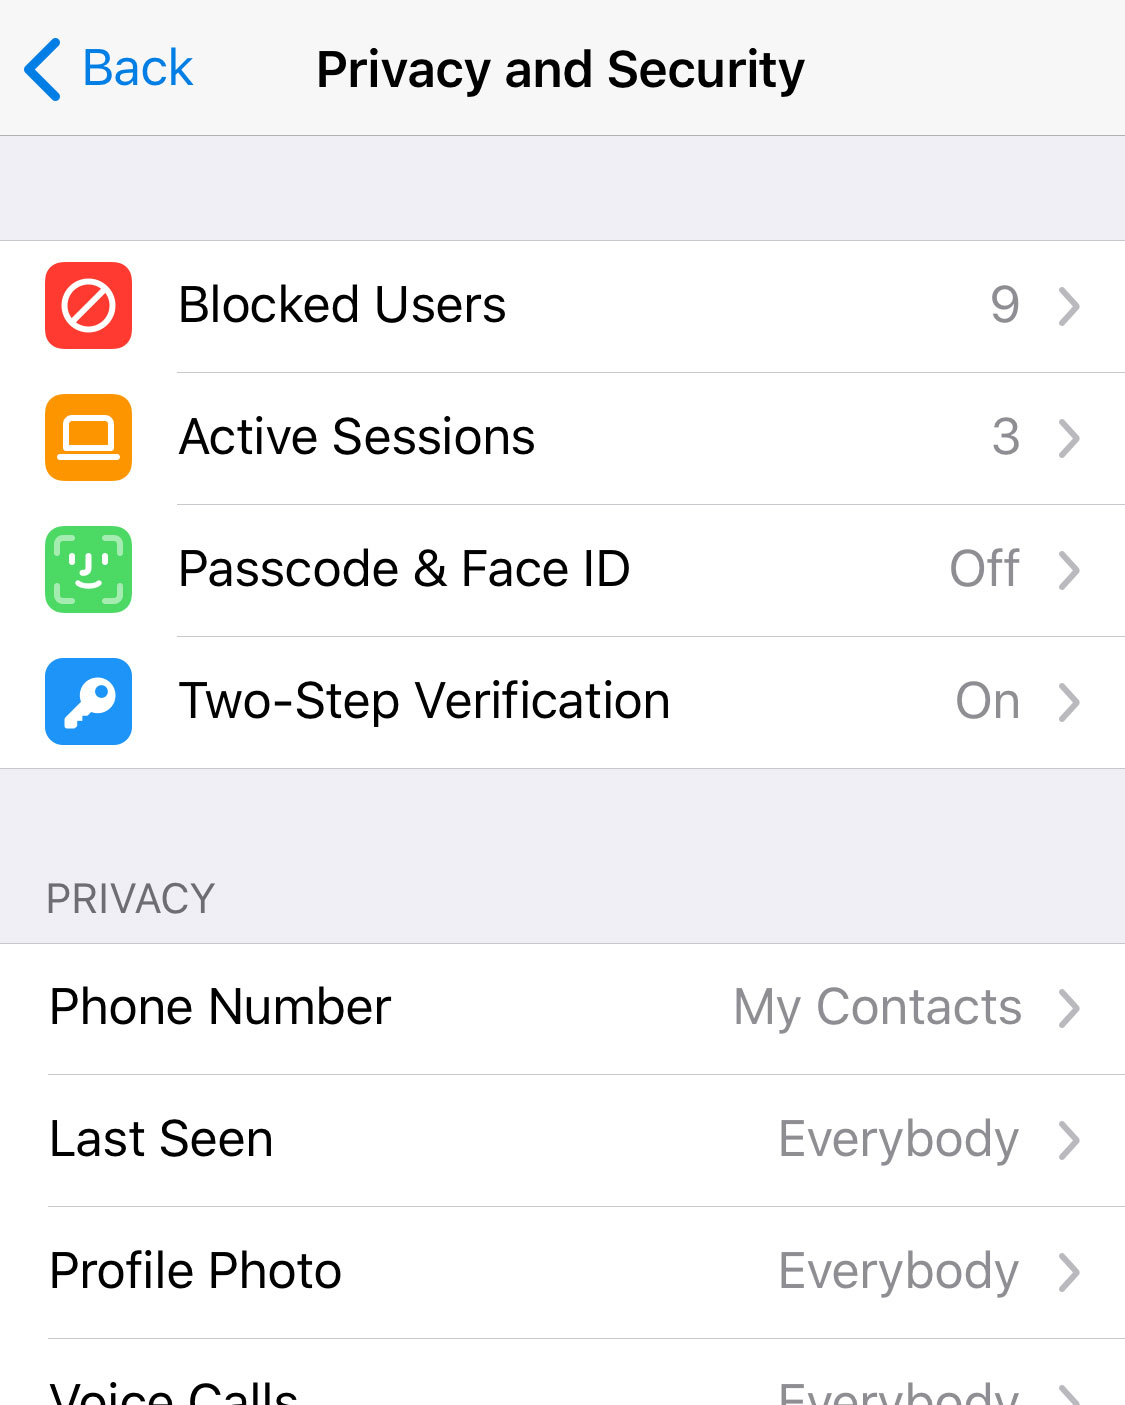 Back Privacy and Security
Blocked Users 9
Active Sessions 3
Passcode & Face ID Off
Two-Step Verification On
PRIVACY
Phone Number My Contacts
Last Seen Everybody
Profile Photo Everybody
Voice Calls Everybody